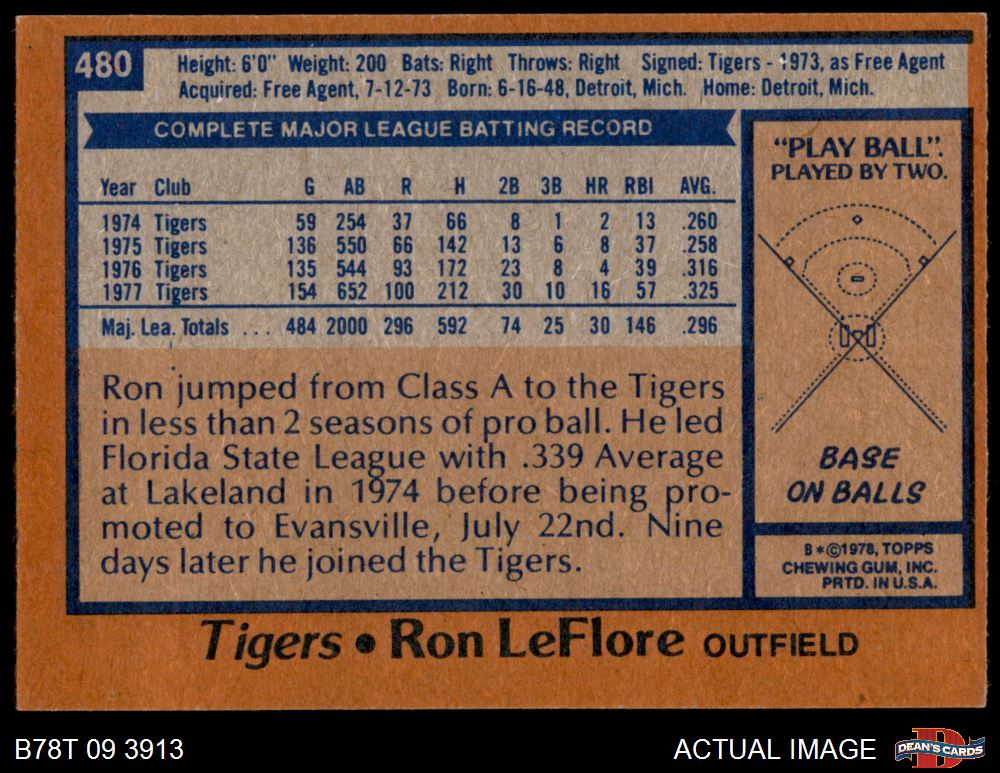 480
Height: 6'0" Weight: 200 Bats: Right Throws: Right Signed: Tigers - 1973, as Free Agent
Acquired: Free Agent, 7-12-73 Born: 6-16-48, Detroit, Mich. Home: Detroit, Mich.
COMPLETE MAJOR LEAGUE BATTING RECORD
Year Club G AB R H 2B 3B HR RBI AVG.
1974 Tigers 59 254 37 66 8 1 2 13 .260
1975 Tigers 136 550 66 142 13 6 8 37 .258
1976 Tigers 135 544 93 172 23 8 4 39 .316
1977 Tigers 154 652 100 212 30 10 16 57 .325
Maj. Lea. Totals ... 484 2000 296 592 74 25 30 146 .296
Ron jumped from Class A to the Tigers
in less than 2 seasons of pro ball. He led
Florida State League with .339 Average
at Lakeland in 1974 before being pro-
moted to Evansville, July 22nd. Nine
days later he joined the Tigers.
"PLAY BALL".
PLAYED BY TWO.
BASE
ON BALLS
B*©1978, TOPPS
CHEWING GUM, INC.
PRTD. IN U.S.A.
Tigers • Ron LeFlore OUTFIELD
B78T 09 3913
ACTUAL IMAGE
DEAN'S CARDS